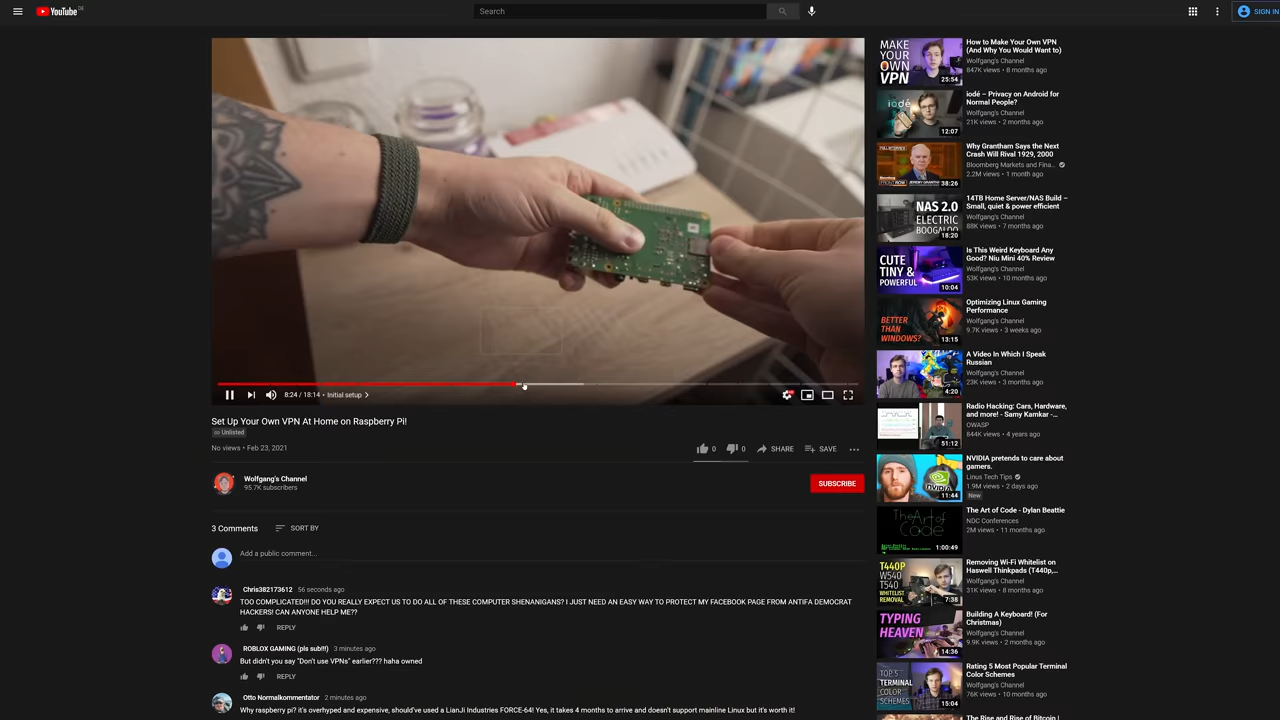 YouTube DE
Search
SIGN IN
8:24 / 18:14 • Initial setup
Set Up Your Own VPN At Home on Raspberry Pi!
Unlisted
No views • Feb 23, 2021
0
0
SHARE
SAVE
Wolfgang's Channel
95.7K subscribers
SUBSCRIBE
3 Comments
SORT BY
Add a public comment...
Chris382173612 56 seconds ago
TOO COMPLICATED!!! DO YOU REALLY EXPECT US TO DO ALL OF THESE COMPUTER SHENANIGANS? I JUST NEED AN EASY WAY TO PROTECT MY FACEBOOK PAGE FROM ANTIFA DEMOCRAT
HACKERS! CAN ANYONE HELP ME??
REPLY
ROBLOX GAMING (pls sub!!!) 3 minutes ago
But didn't you say "Don't use VPNs" earlier??? haha owned
REPLY
Otto Normalkonmentator 2 minutes ago
Why raspberry pi? it's overhyped and expensive, should've used a LianJi Industries FORCE-64! Yes, it takes 4 months to arrive and doesn't support mainline Linux but it's worth it!
MAKE
YOUR
OWN
VPN
25:54
How to Make Your Own VPN
(And Why You Would Want to)
Wolfgang's Channel
847K views • 8 months ago
iodé
12:07
iodé – Privacy on Android for
Normal People?
Wolfgang's Channel
21K views • 2 months ago
38:26
Why Grantham Says the Next
Crash Will Rival 1929, 2000
Bloomberg Markets and Fina...
2.2M views • 1 month ago
NAS 2.0
ELECTRIC
BOOGALOO
18:20
14TB Home Server/NAS Build –
Small, quiet & power efficient
Wolfgang's Channel
88K views • 7 months ago
CUTE
TINY &
POWERFUL
10:04
Is This Weird Keyboard Any
Good? Niu Mini 40% Review
Wolfgang's Channel
53K views • 10 months ago
BETTER
THAN
WINDOWS?
13:15
Optimizing Linux Gaming
Performance
Wolfgang's Channel
9.7K views • 3 weeks ago
4:20
A Video In Which I Speak
Russian
Wolfgang's Channel
23K views • 3 months ago
51:12
Radio Hacking: Cars, Hardware,
and more! - Samy Kamkar -...
OWASP
844K views • 4 years ago
NVIDIA
11:44
NVIDIA pretends to care about
gamers.
Linus Tech Tips
1.9M views • 2 days ago
New
The Art of
Code
1:00:49
The Art of Code - Dylan Beattie
NDC Conferences
2M views • 11 months ago
T440P
W540
T540
WHITELIST
REMOVAL
7:38
Removing Wi-Fi Whitelist on
Haswell Thinkpads (T440p,...
Wolfgang's Channel
31K views • 8 months ago
TYPING
HEAVEN
14:36
Building A Keyboard! (For
Christmas)
Wolfgang's Channel
9.9K views • 2 months ago
TOP 5
TERMINAL
COLOR
SCHEMES
15:04
Rating 5 Most Popular Terminal
Color Schemes
Wolfgang's Channel
76K views • 10 months ago
The Rise and Rise of Bitcoin |